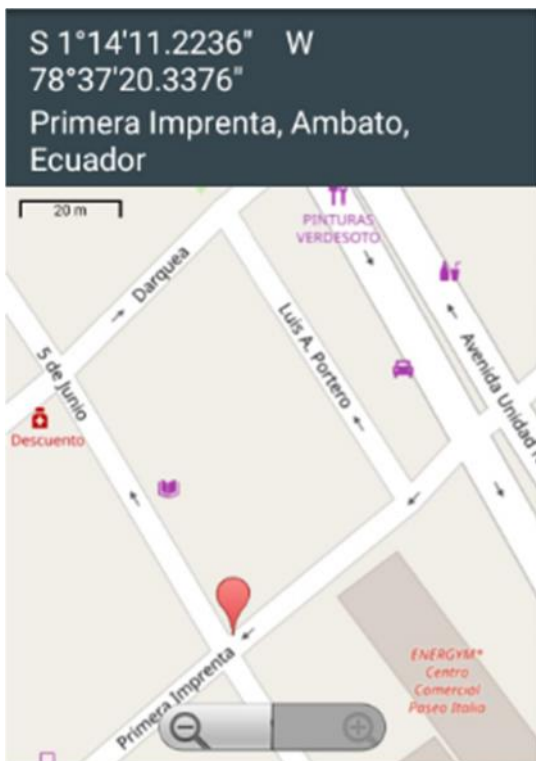 S 1°14'11.2236" W
78°37'20.3376"
Primera Imprenta, Ambato,
Ecuador
20 m
PINTURAS
VERDESOTO
Darquea
Luis A. Portero
Avenida Unidad
5 de Junio
Descuento
Primera Imprenta
ENERGYM*
Centro
Comercial
Paseo Italia